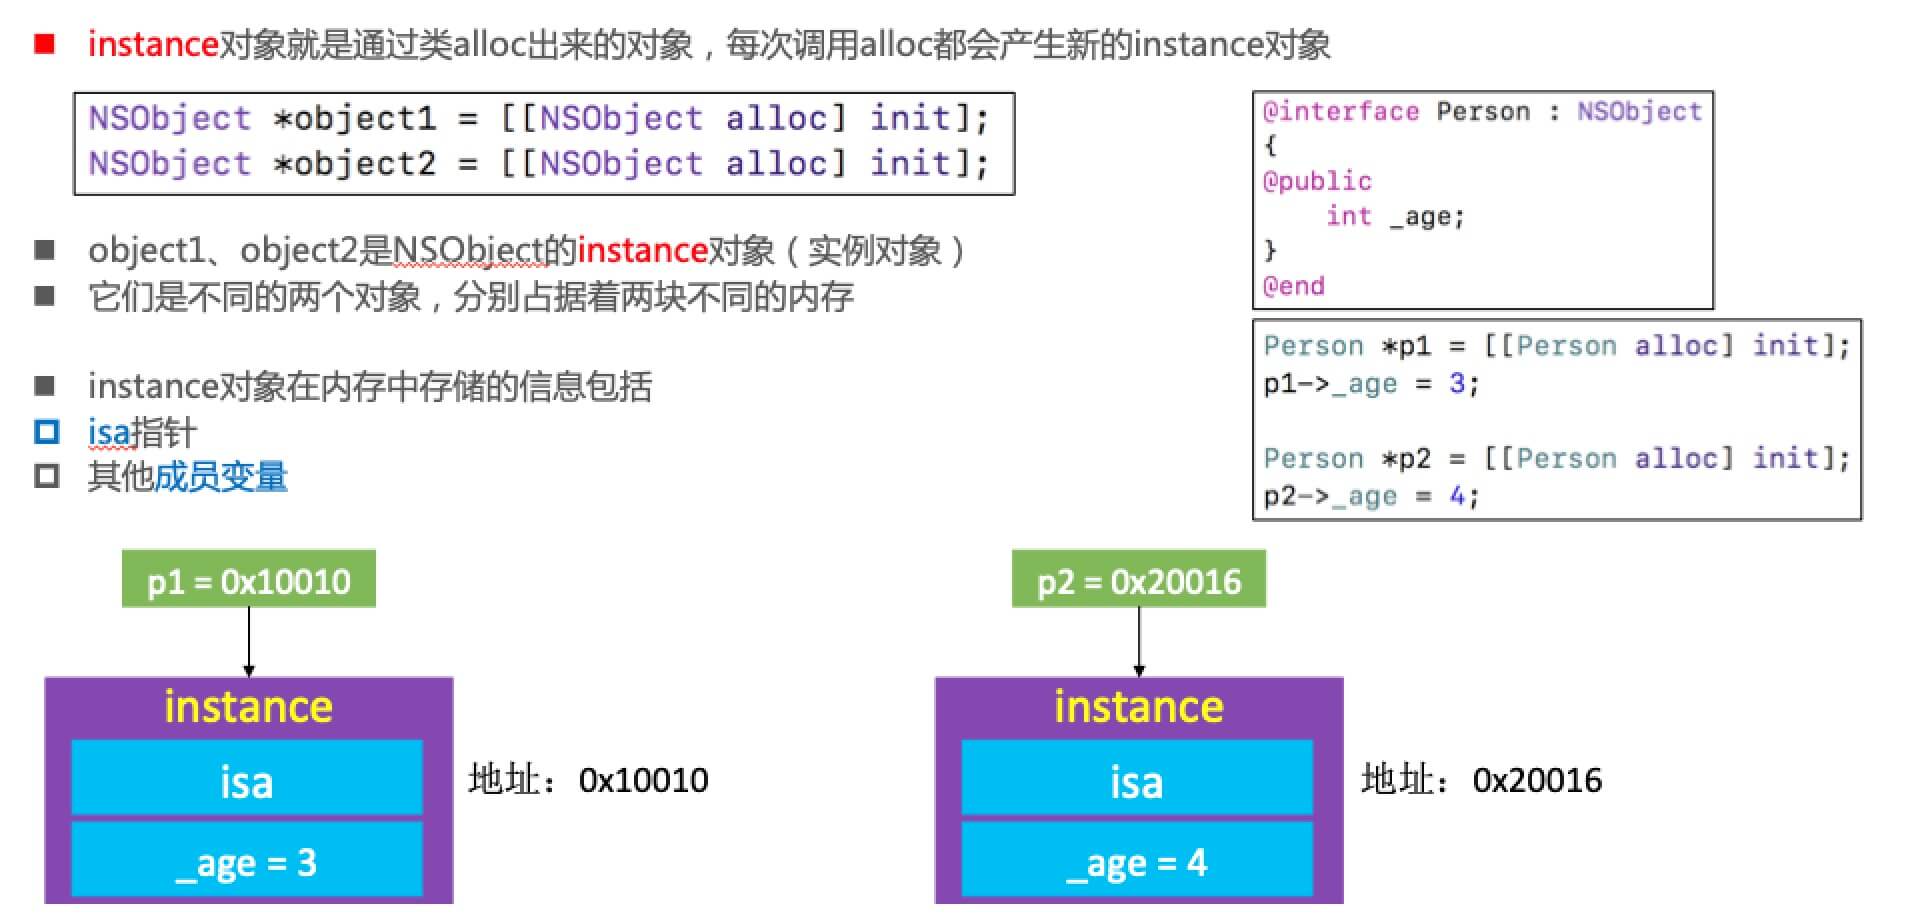 instance对象就是通过类alloc出来的对象，每次调用alloc都会产生新的instance对象
NSObject *object1 = [[NSObject alloc] init];
NSObject *object2 = [[NSObject alloc] init];
object1、object2是NSObject的instance对象（实例对象）
它们是不同的两个对象，分别占据着两块不同的内存
instance对象在内存中存储的信息包括
isa指针
其他成员变量
@interface Person : NSObject
{
@public
    int _age;
}
@end
Person *p1 = [[Person alloc] init];
p1->_age = 3;
Person *p2 = [[Person alloc] init];
p2->_age = 4;
p1 = 0x10010
instance
isa
地址：0x10010
_age = 3
p2 = 0x20016
instance
isa
地址：0x20016
_age = 4